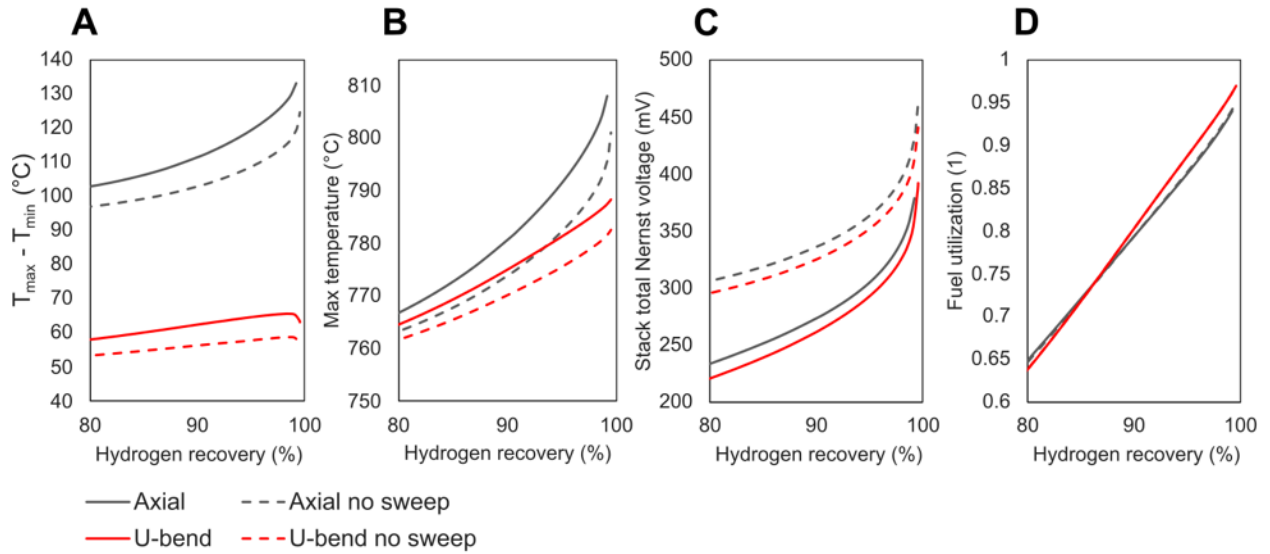 A
B
C
D
T_max - T_min (°C)
140
130
120
110
100
90
80
70
60
50
40
80
90
100
Hydrogen recovery (%)
Max temperature (°C)
810
800
790
780
770
760
750
80
90
100
Hydrogen recovery (%)
Stack total Nernst voltage (mV)
500
450
400
350
300
250
200
80
90
100
Hydrogen recovery (%)
Fuel utilization (1)
1
0.95
0.9
0.85
0.8
0.75
0.7
0.65
0.6
80
90
100
Hydrogen recovery (%)
Axial
Axial no sweep
U-bend
U-bend no sweep